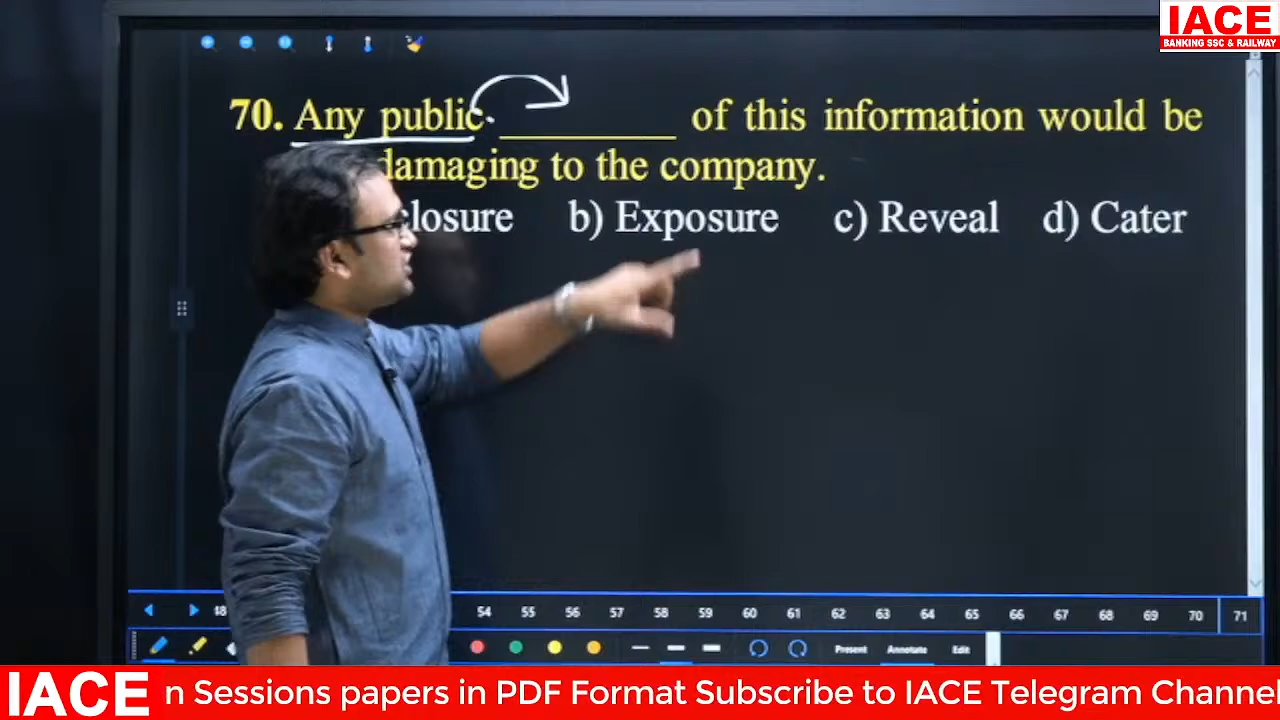 IACE
BANKING SSC & RAILWAY
70. Any public ________ of this information would be
damaging to the company.
closure b) Exposure c) Reveal d) Cater
54 55 56 57 58 59 60 61 62 63 64 65 66 67 68 69 70 71
Present Annotate Edit
IACE n Sessions papers in PDF Format Subscribe to IACE Telegram Channel